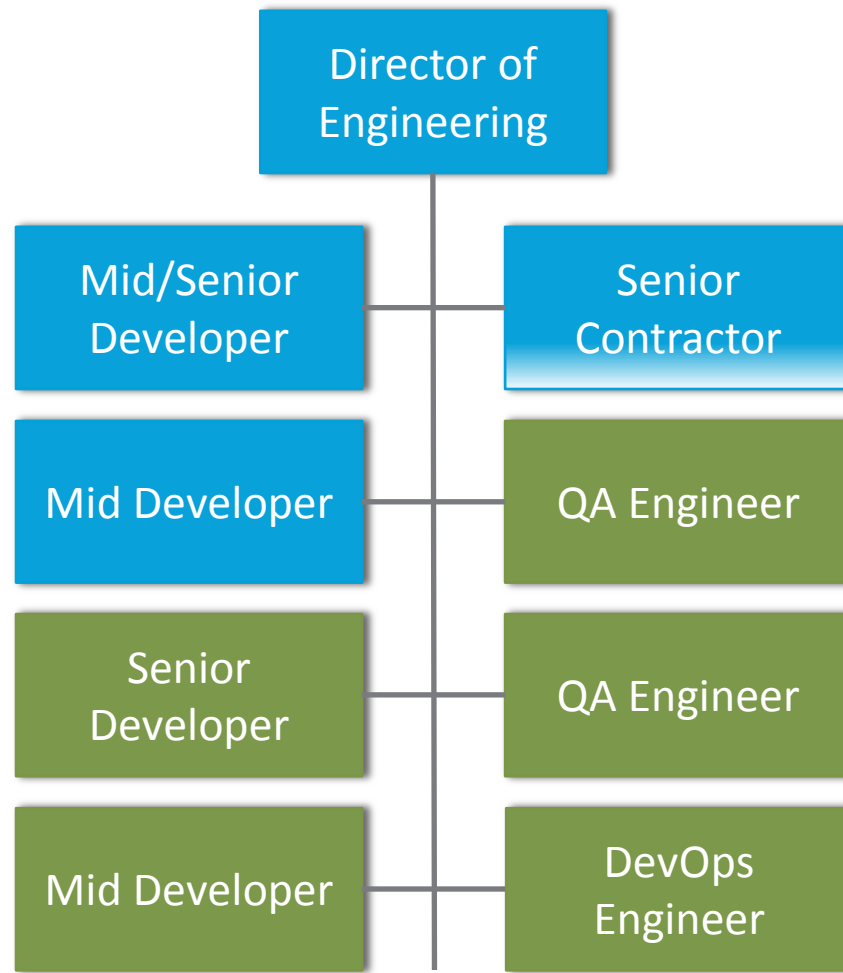 Director of
Engineering
Mid/Senior
Developer
Senior
Contractor
Mid Developer
QA Engineer
Senior
Developer
QA Engineer
Mid Developer
DevOps
Engineer